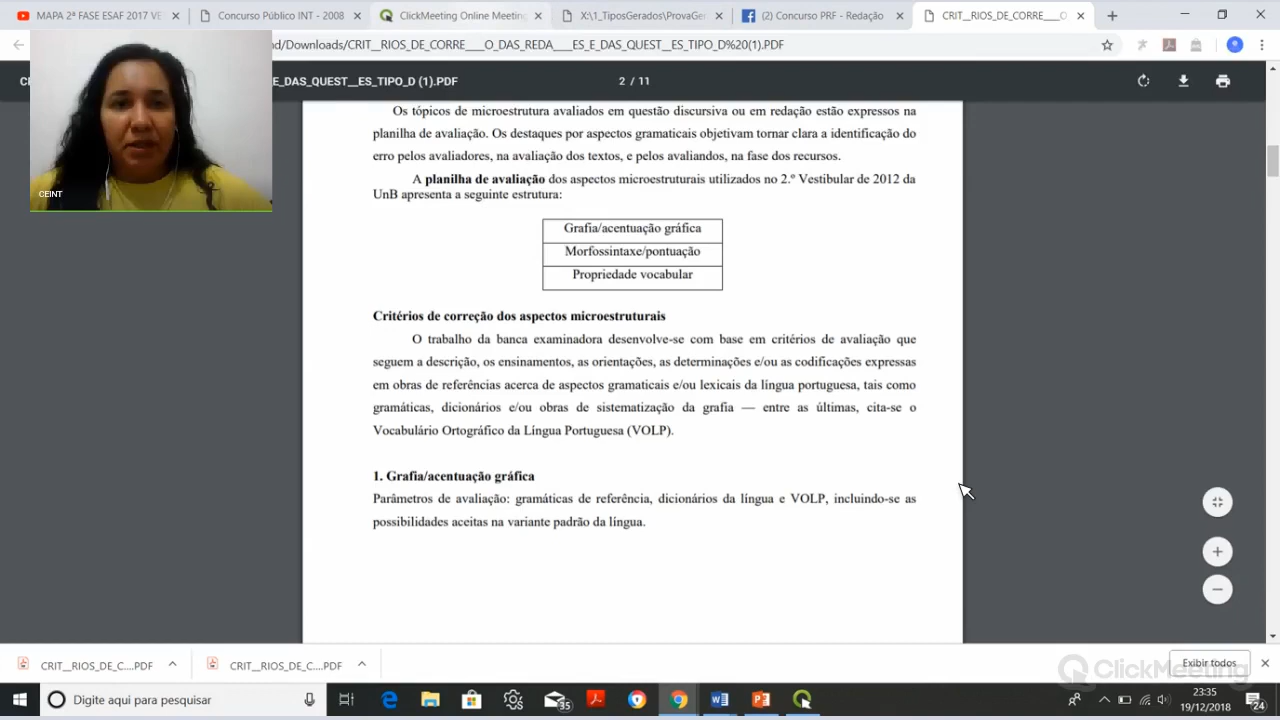 MAPA 2ª FASE ESAF 2017 VE
Concurso Público INT - 2008
ClickMeeting Online Meeting
X:\1_TiposGerados\ProvaGer
(2) Concurso PRF - Redação
CRIT_RIOS_DE_CORRE____O
nd/Downloads/CRIT__RIOS_DE_CORRE____O_DAS_REDA____ES_E_DAS_QUEST__ES_TIPO_D%20(1).PDF
E_DAS_QUEST__ES_TIPO_D (1).PDF
2 / 11
CEINT
Os tópicos de microestrutura avaliados em questão discursiva ou em redação estão expressos na
planilha de avaliação. Os destaques por aspectos gramaticais objetivam tornar clara a identificação do
erro pelos avaliadores, na avaliação dos textos, e pelos avaliandos, na fase dos recursos.
A planilha de avaliação dos aspectos microestruturais utilizados no 2.º Vestibular de 2012 da
UnB apresenta a seguinte estrutura:
Grafia/acentuação gráfica
Morfossintaxe/pontuação
Propriedade vocabular
Critérios de correção dos aspectos microestruturais
O trabalho da banca examinadora desenvolve-se com base em critérios de avaliação que
seguem a descrição, os ensinamentos, as orientações, as determinações e/ou as codificações expressas
em obras de referências acerca de aspectos gramaticais e/ou lexicais da língua portuguesa, tais como
gramáticas, dicionários e/ou obras de sistematização da grafia — entre as últimas, cita-se o
Vocabulário Ortográfico da Língua Portuguesa (VOLP).
1. Grafia/acentuação gráfica
Parâmetros de avaliação: gramáticas de referência, dicionários da língua e VOLP, incluindo-se as
possibilidades aceitas na variante padrão da língua.
CRIT__RIOS_DE_C....PDF
CRIT__RIOS_DE_C....PDF
Exibir todos
ClickMeeting
Digite aqui para pesquisar
35
23:35
19/12/2018
24